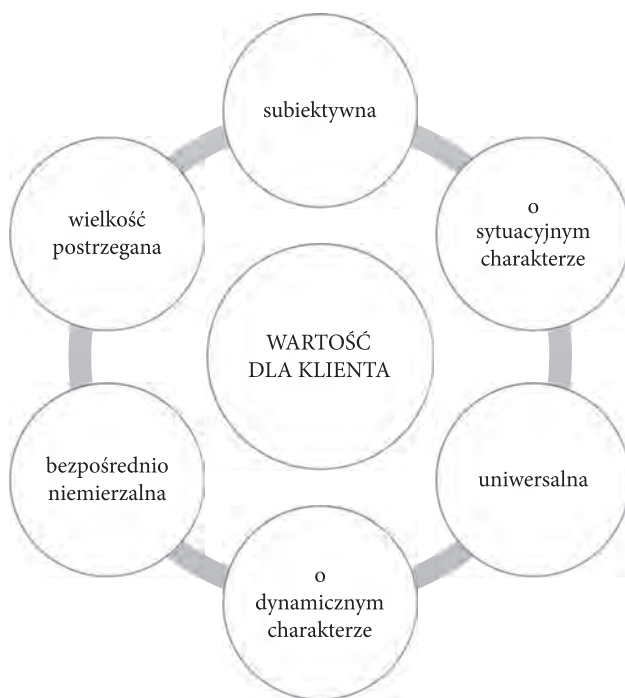 subiektywna
o
sytuacyjnym
charakterze
uniwersalna
o
dynamicznym
charakterze
bezpośrednio
niemierzalna
wielkość
postrzegana
WARTOŚĆ
DLA KLIENTA